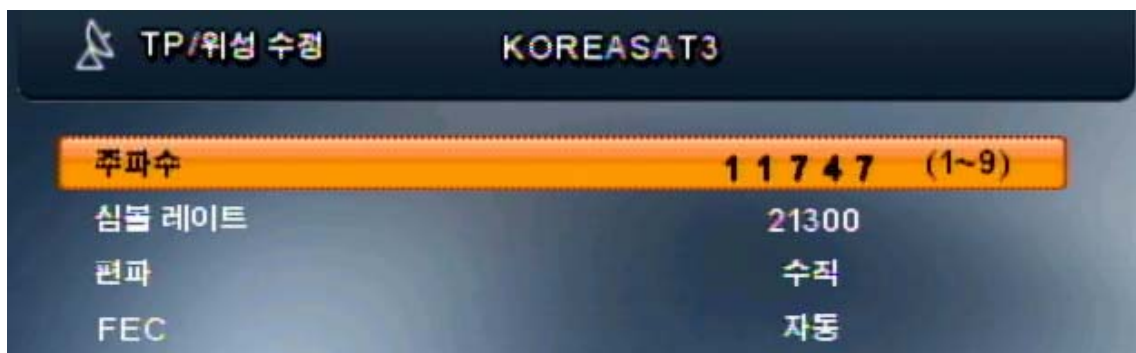 TP/위성 수정 KOREASAT3
주파수 11747 (1~9)
심볼 레이트 21300
편파 수직
FEC 자동